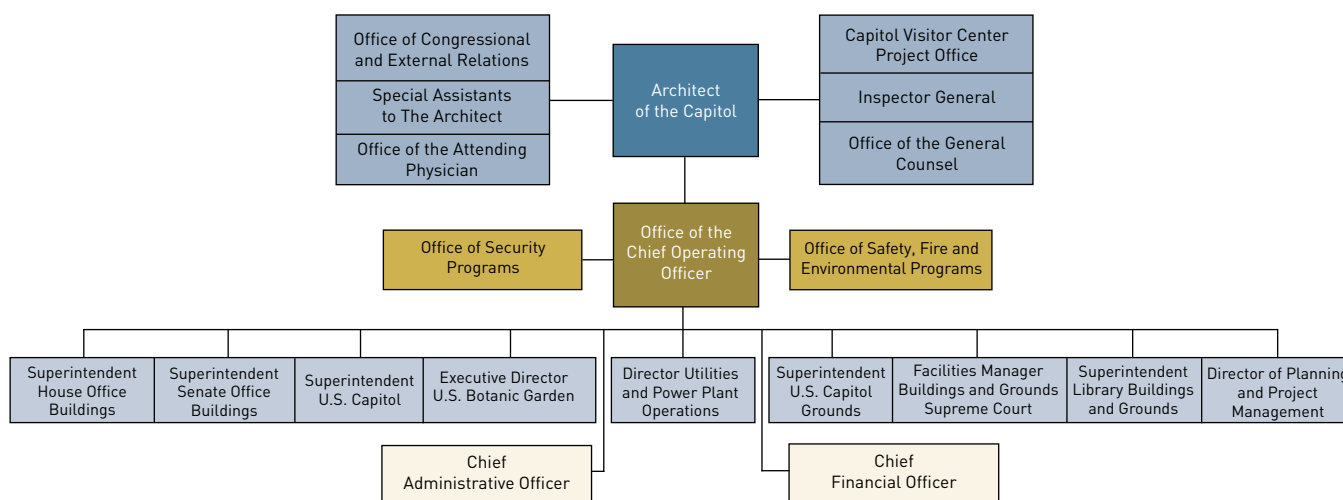 Office of Congressional
and External Relations
Special Assistants
to The Architect
Office of the Attending
Physician
Architect
of the Capitol
Capitol Visitor Center
Project Office
Inspector General
Office of the General
Counsel
Office of Security
Programs
Office of the
Chief Operating
Officer
Office of Safety, Fire and
Environmental Programs
Superintendent
House Office
Buildings
Superintendent
Senate Office
Buildings
Superintendent
U.S. Capitol
Executive Director
U.S. Botanic Garden
Director Utilities
and Power Plant
Operations
Superintendent
U.S. Capitol
Grounds
Facilities Manager
Buildings and Grounds
Supreme Court
Superintendent
Library Buildings
and Grounds
Director of Planning
and Project
Management
Chief
Administrative Officer
Chief
Financial Officer